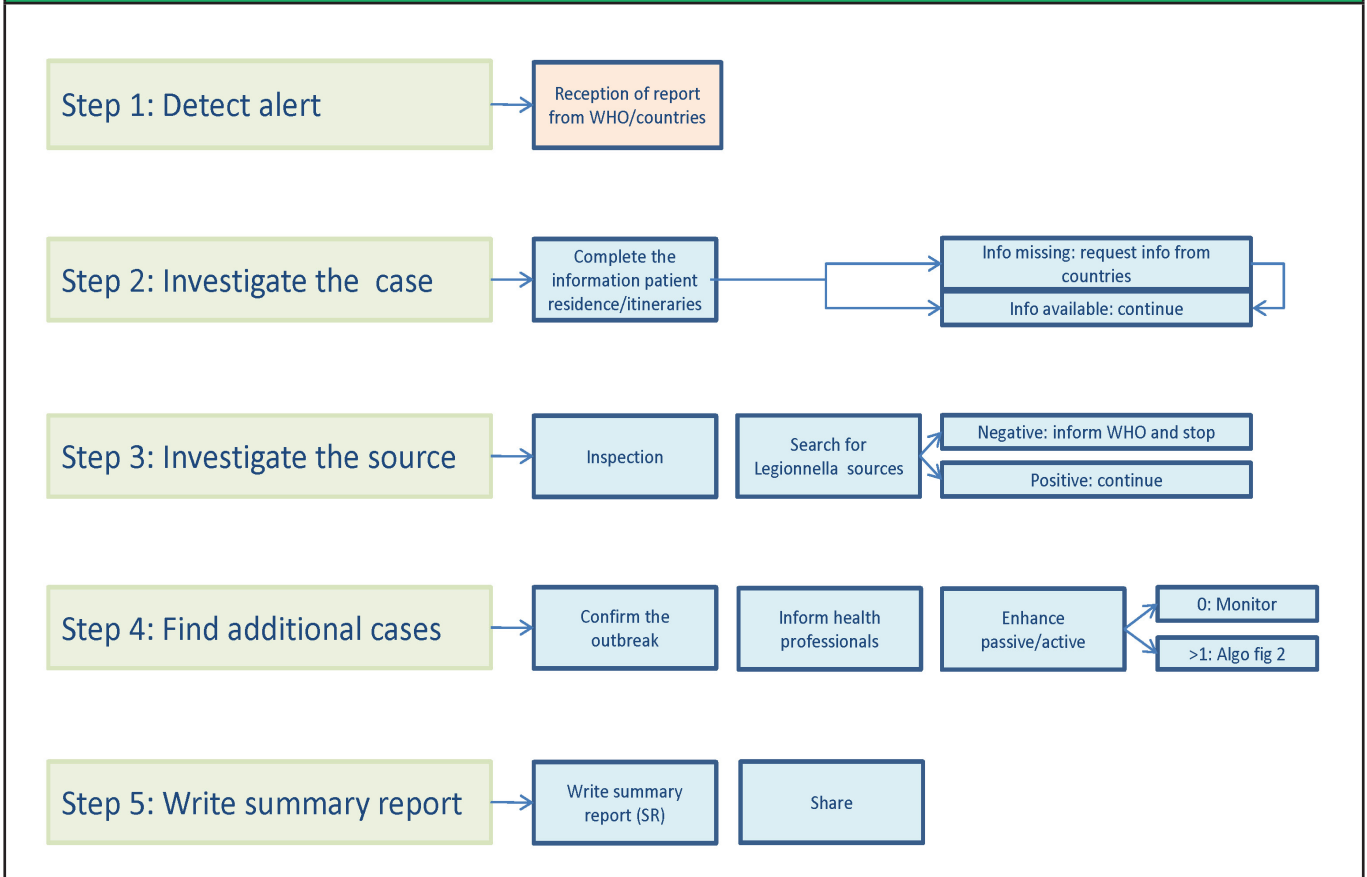 Step 1: Detect alert
Reception of report
from WHO/countries
Step 2: Investigate the case
Complete the
information patient
residence/itineraries
Info missing: request info from
countries
Info available: continue
Step 3: Investigate the source
Inspection
Search for
Legionnella sources
Negative: inform WHO and stop
Positive: continue
Step 4: Find additional cases
Confirm the
outbreak
Inform health
professionals
Enhance
passive/active
0: Monitor
>1: Algo fig 2
Step 5: Write summary report
Write summary
report (SR)
Share